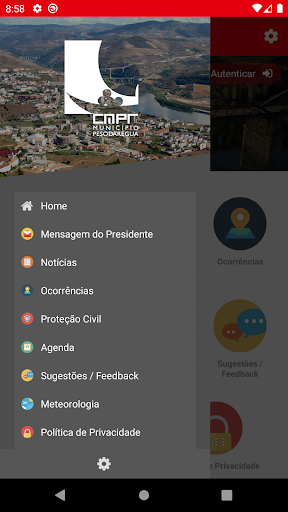 8:58
Autenticar
CMPR
MUNICÍPIO
PESO DA RÉGUA
Home
Mensagem do Presidente
Notícias
Ocorrências
Ocorrências
Proteção Civil
Agenda
Sugestões / Feedback
Sugestões /
Feedback
Meteorologia
Política de Privacidade
e Privacidade